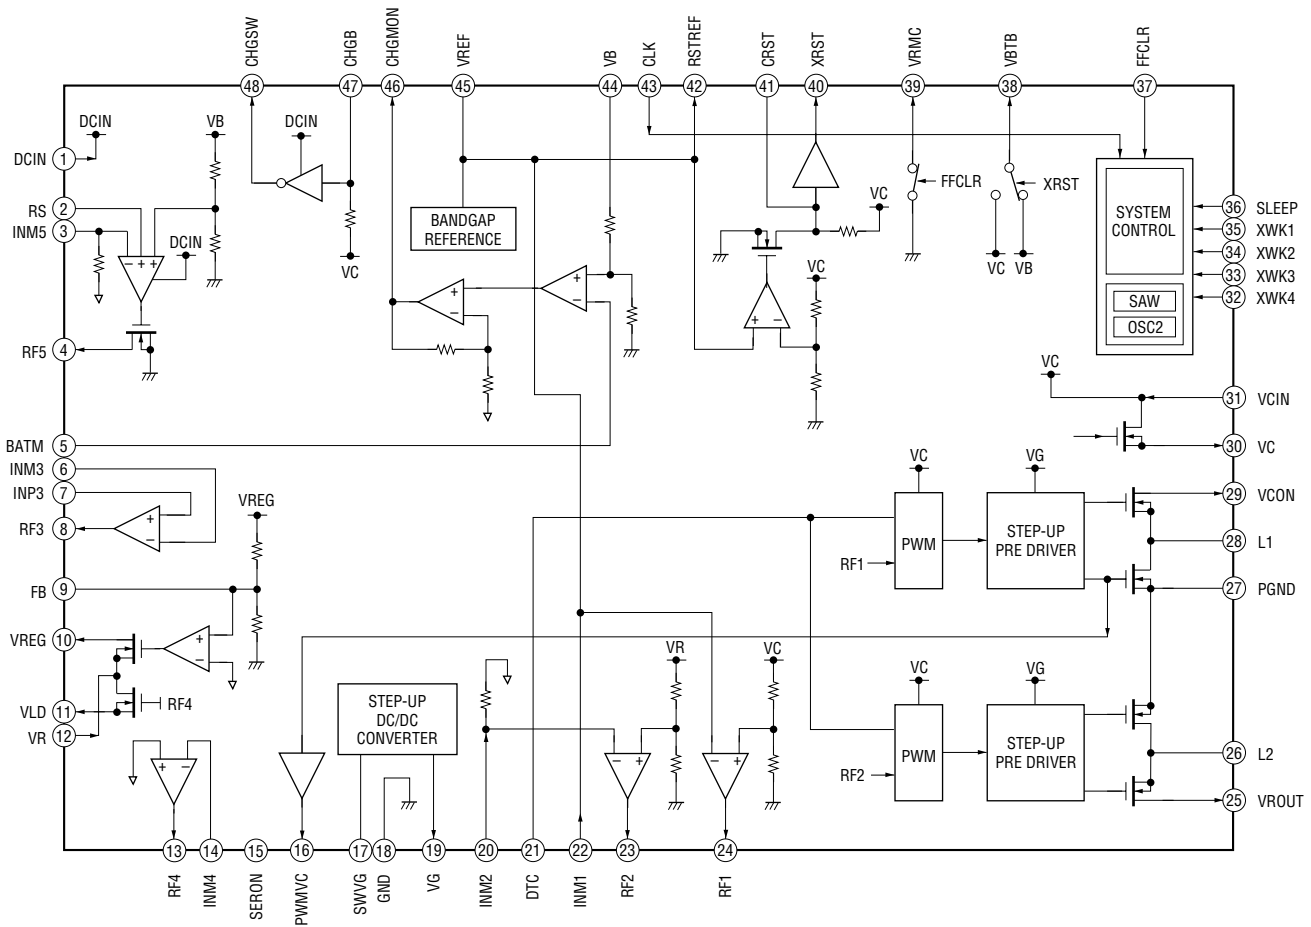 CHGSW
CHGB
CHGMON
VREF
VB
CLK
RSTREF
CRST
XRST
VRMC
VBTB
FFCLR
48
47
46
45
44
43
42
41
40
39
38
37
DCIN
VB
DCIN
DCIN 1
RS 2
INM5 3
DCIN
RF5 4
VC
BANDGAP
REFERENCE
+
−
+
−
− + +
VC
VC
+ −
FFCLR
XRST
VC VB
SYSTEM
CONTROL
SAW
OSC2
36 SLEEP
35 XWK1
34 XWK2
33 XWK3
32 XWK4
VC
31 VCIN
30 VC
BATM 5
INM3 6
INP3 7
RF3 8
+
−
VREG
FB 9
VREG 10
+
−
RF4
VLD 11
VR 12
VC
PWM
RF1
VG
STEP-UP
PRE DRIVER
29 VCON
28 L1
27 PGND
VC
PWM
RF2
VG
STEP-UP
PRE DRIVER
26 L2
25 VROUT
STEP-UP
DC/DC
CONVERTER
VR
VC
+ −
− +
− +
13
14
15
16
17
18
19
20
21
22
23
24
RF4
INM4
SERON
PWMVC
SWVG
GND
VG
INM2
DTC
INM1
RF2
RF1